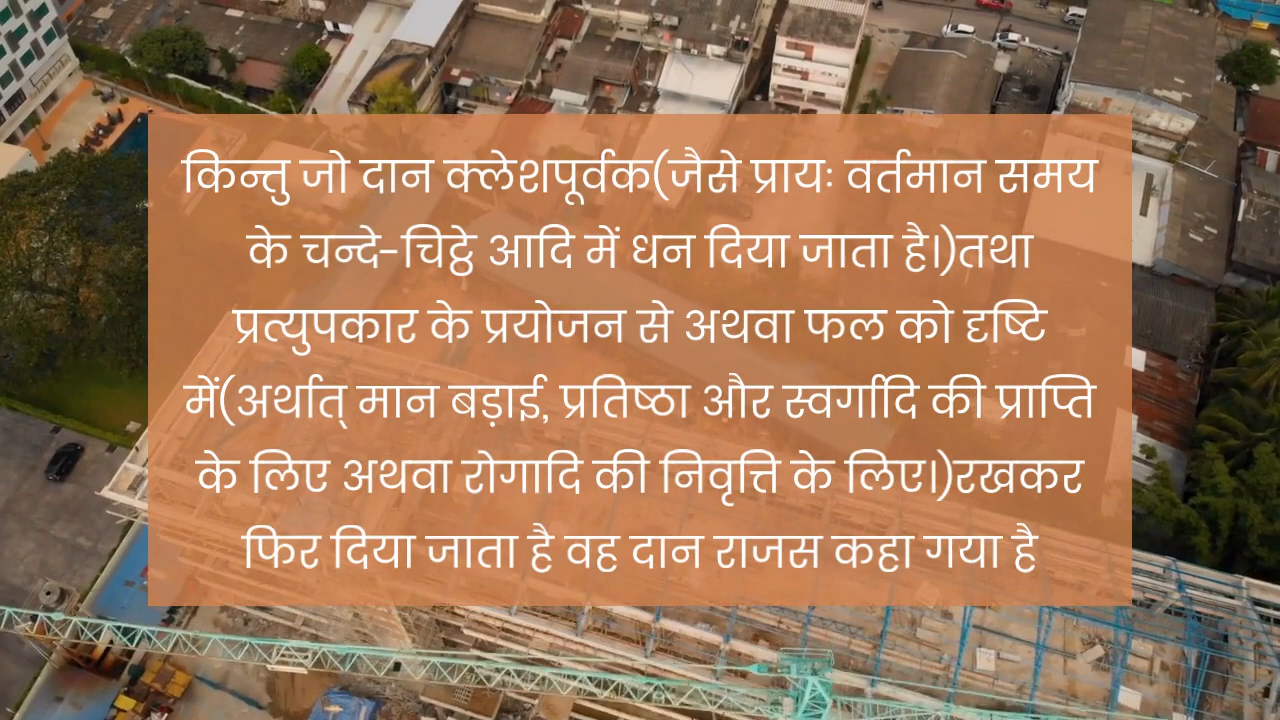 किन्तु जो दान क्लेशपूर्वक(जैसे प्रायः वर्तमान समय
के चन्दे-चिट्ठे आदि में धन दिया जाता है।)तथा
प्रत्युपकार के प्रयोजन से अथवा फल को दृष्टि
में(अर्थात् मान बड़ाई, प्रतिष्ठा और स्वर्गादि की प्राप्ति
के लिए अथवा रोगादि की निवृत्ति के लिए।)रखकर
फिर दिया जाता है वह दान राजस कहा गया है